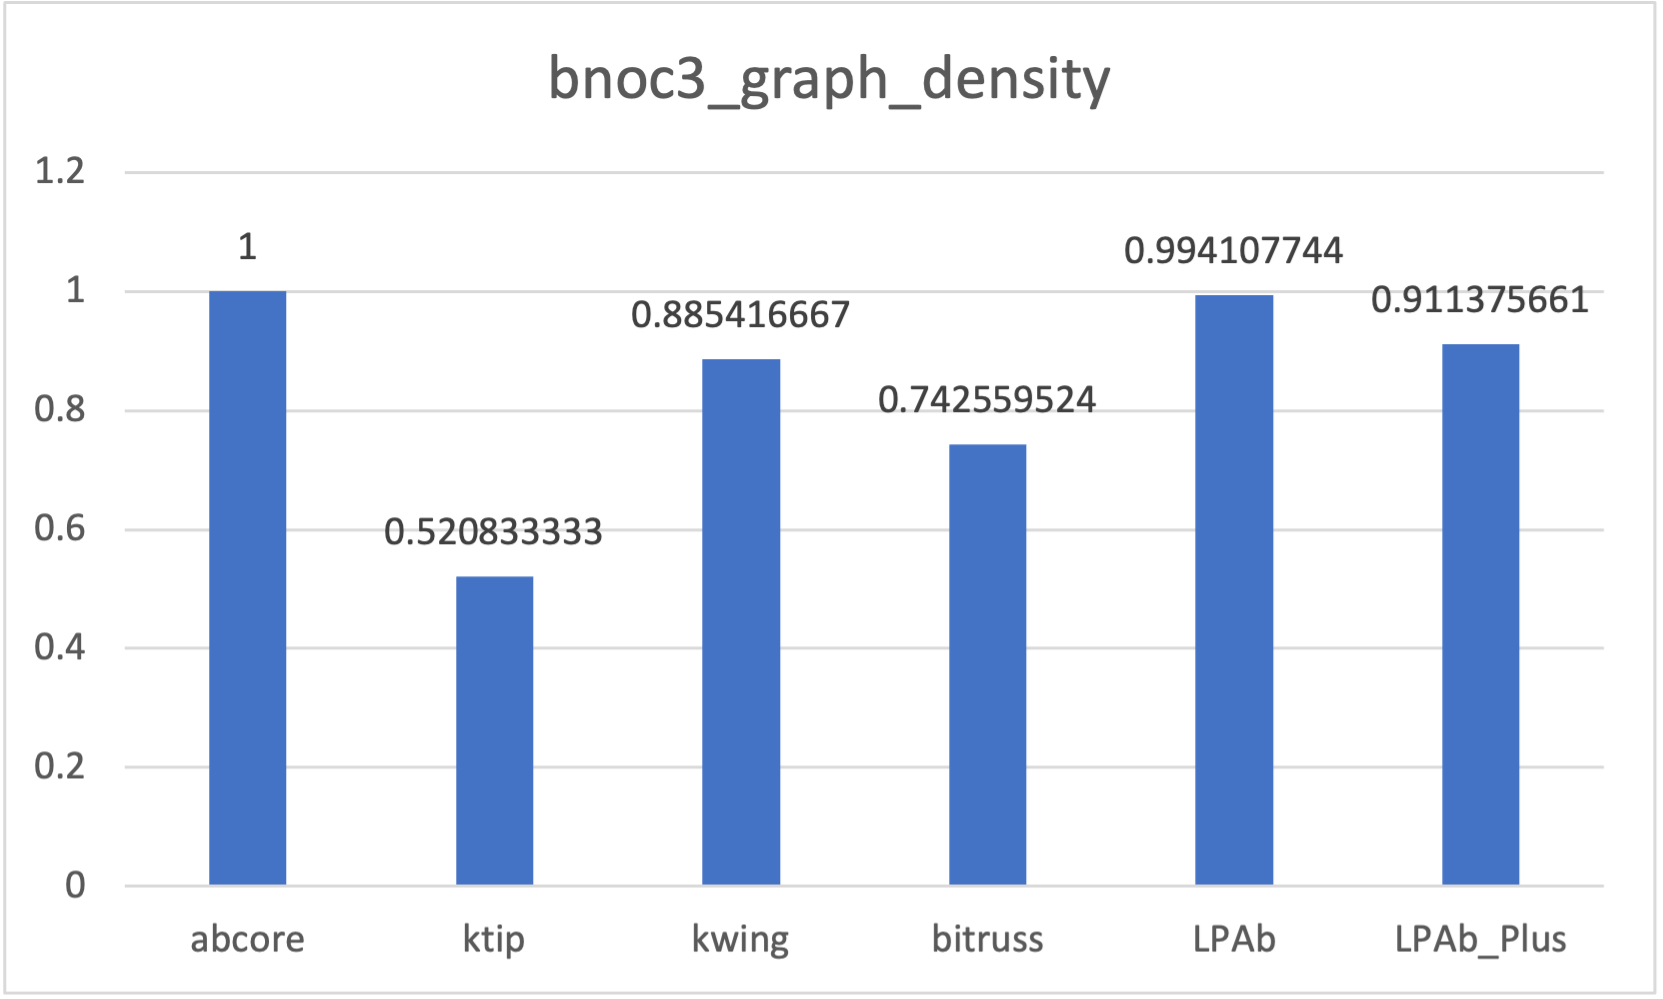 bnoc3_graph_density
1.2
1
0.8
0.6
0.4
0.2
0
1
0.520833333
0.885416667
0.742559524
0.994107744
0.911375661
abcore
ktip
kwing
bitruss
LPAb
LPAb_Plus